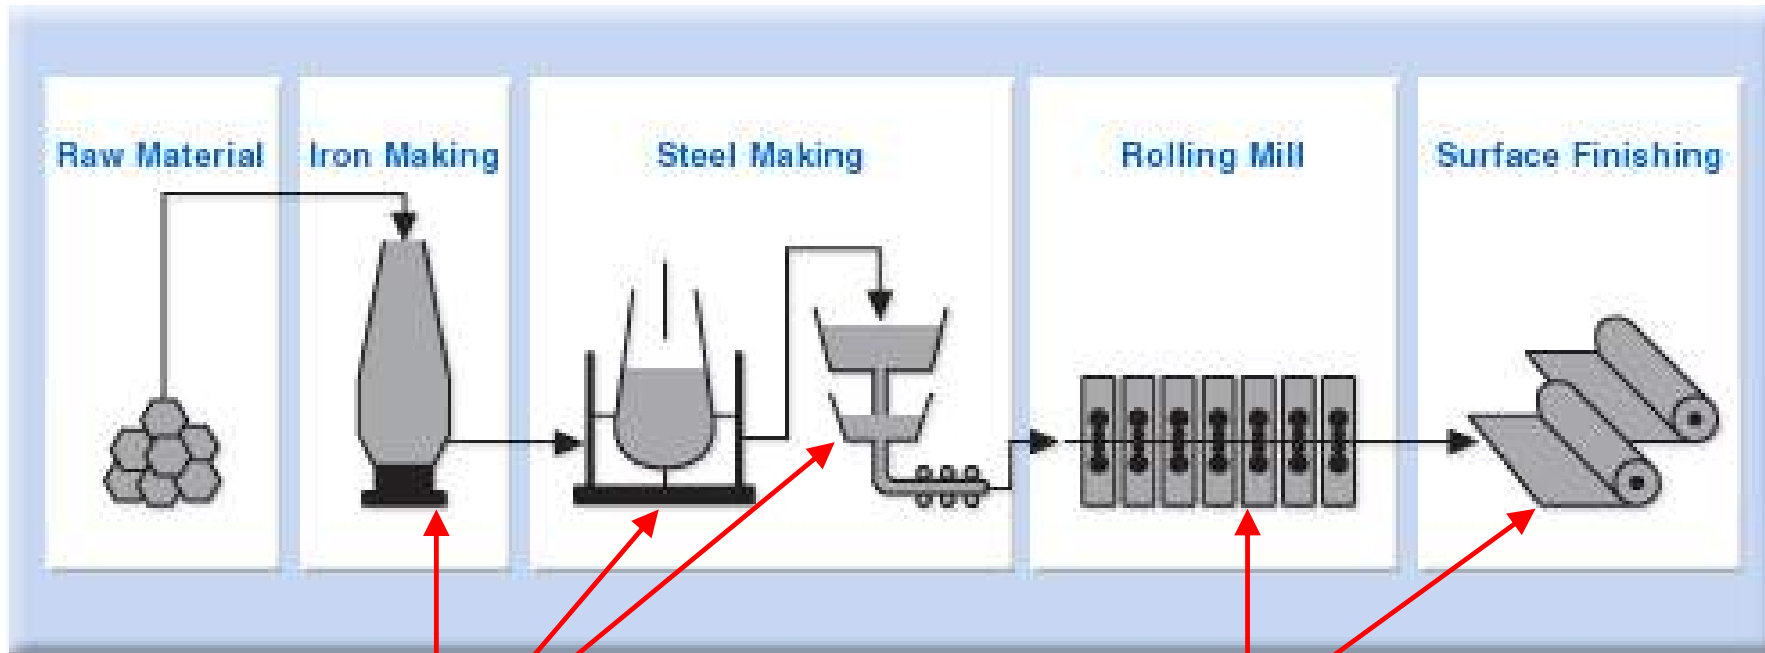 Raw Material
Iron Making
Steel Making
Rolling Mill
Surface Finishing